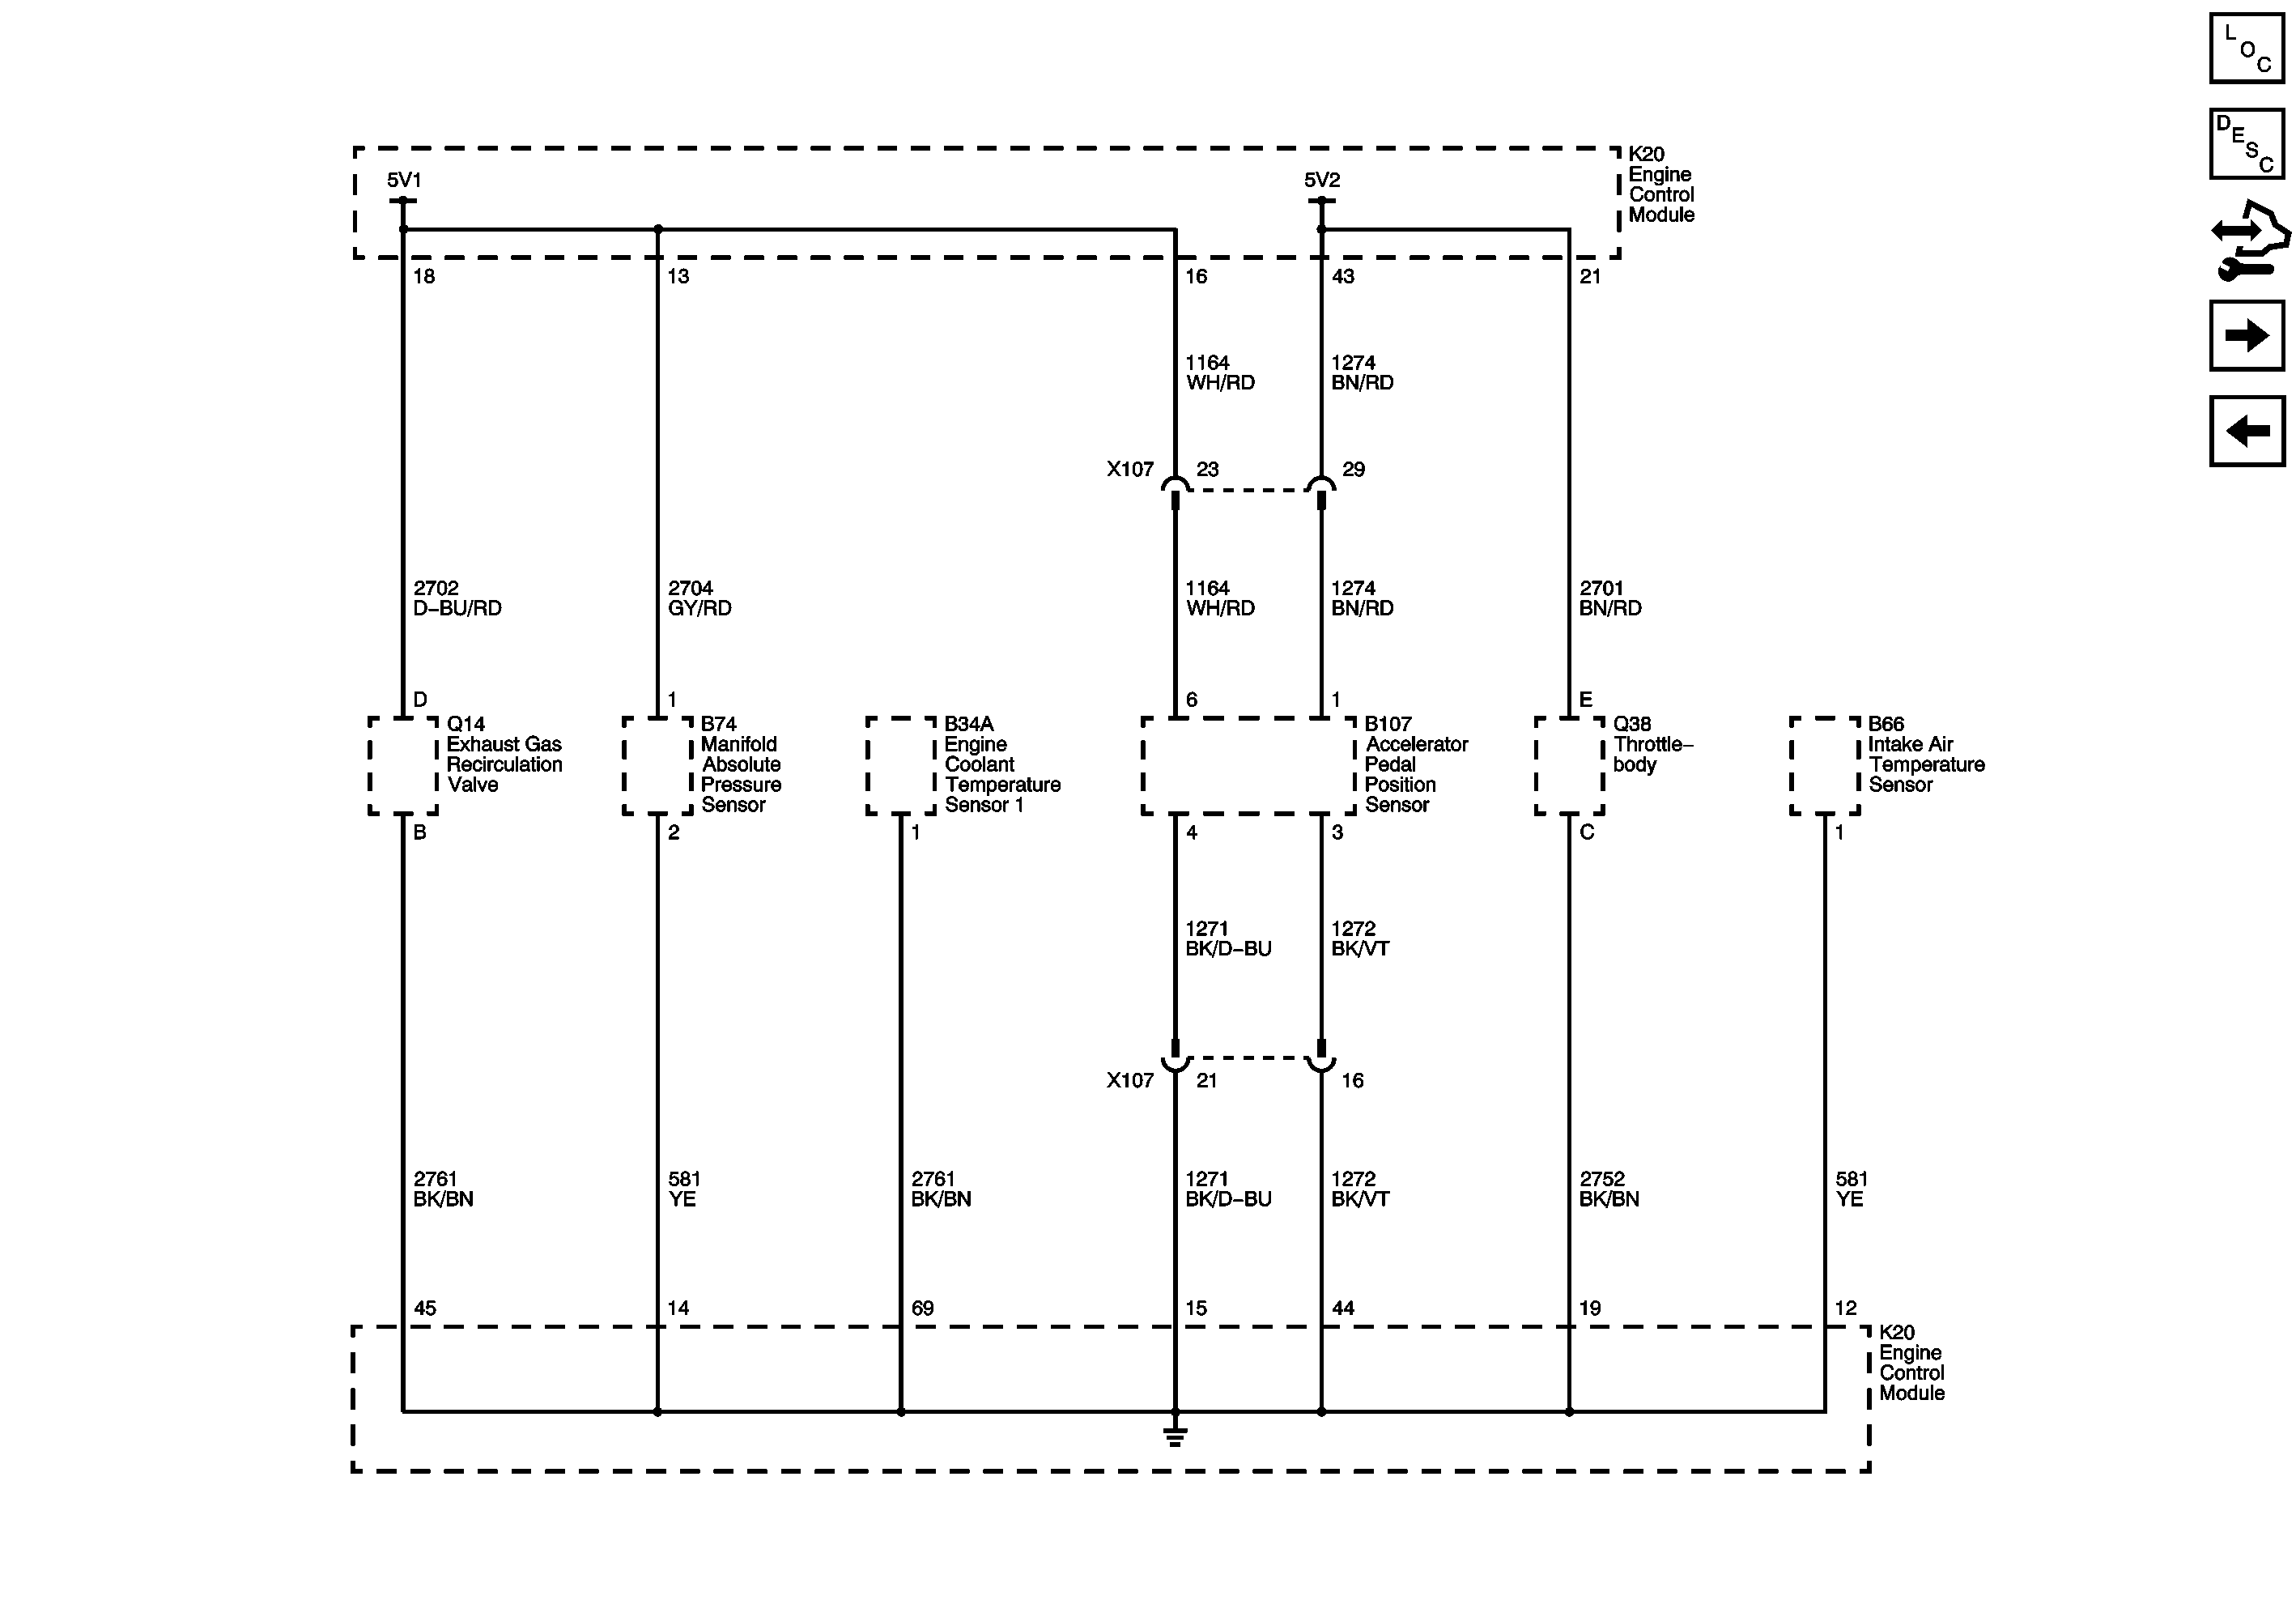 L
O
C
D
E
S
C
K20
Engine
Control
Module
5V1
5V2
18
13
16
43
21
1164
WH/RD
1274
BN/RD
X107
23
29
2702
D-BU/RD
2704
GY/RD
1164
WH/RD
1274
BN/RD
2701
BN/RD
D
1
6
1
E
Q14
Exhaust Gas
Recirculation
Valve
B74
Manifold
Absolute
Pressure
Sensor
B34A
Engine
Coolant
Temperature
Sensor 1
B107
Accelerator
Pedal
Position
Sensor
Q38
Throttle-
body
B66
Intake Air
Temperature
Sensor
B
2
1
4
3
C
1
1271
BK/D-BU
1272
BK/VT
X107
21
16
2761
BK/BN
581
YE
2761
BK/BN
1271
BK/D-BU
1272
BK/VT
2752
BK/BN
581
YE
45
14
69
15
44
19
12
K20
Engine
Control
Module